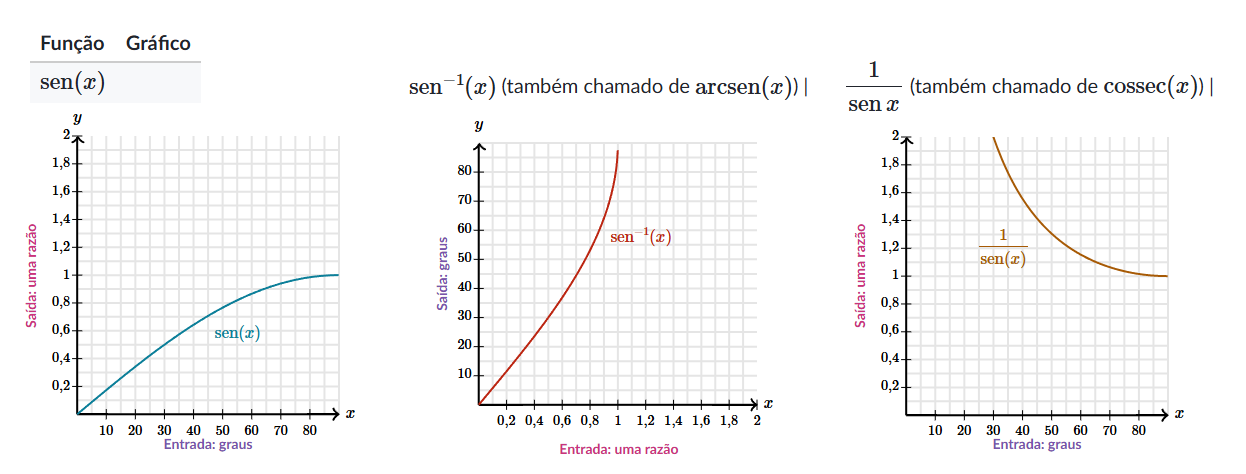 Função Gráfico
sen(x)
y
2
1,8
1,6
1,4
1,2
1
0,8
0,6
0,4
0,2
Saída: uma razão
sen(x)
10 20 30 40 50 60 70 80
x
Entrada: graus
sen⁻¹(x) (também chamado de arcsen(x)) |
y
80
70
60
50
40
30
20
10
Saída: graus
sen⁻¹(x)
0,2 0,4 0,6 0,8 1 1,2 1,4 1,6 1,8 2
x
Entrada: uma razão
1
sen x
(também chamado de cossec(x)) |
2
1,8
1,6
1,4
1,2
1
0,8
0,6
0,4
0,2
Saída: uma razão
1
sen(x)
10 20 30 40 50 60 70 80
x
Entrada: graus